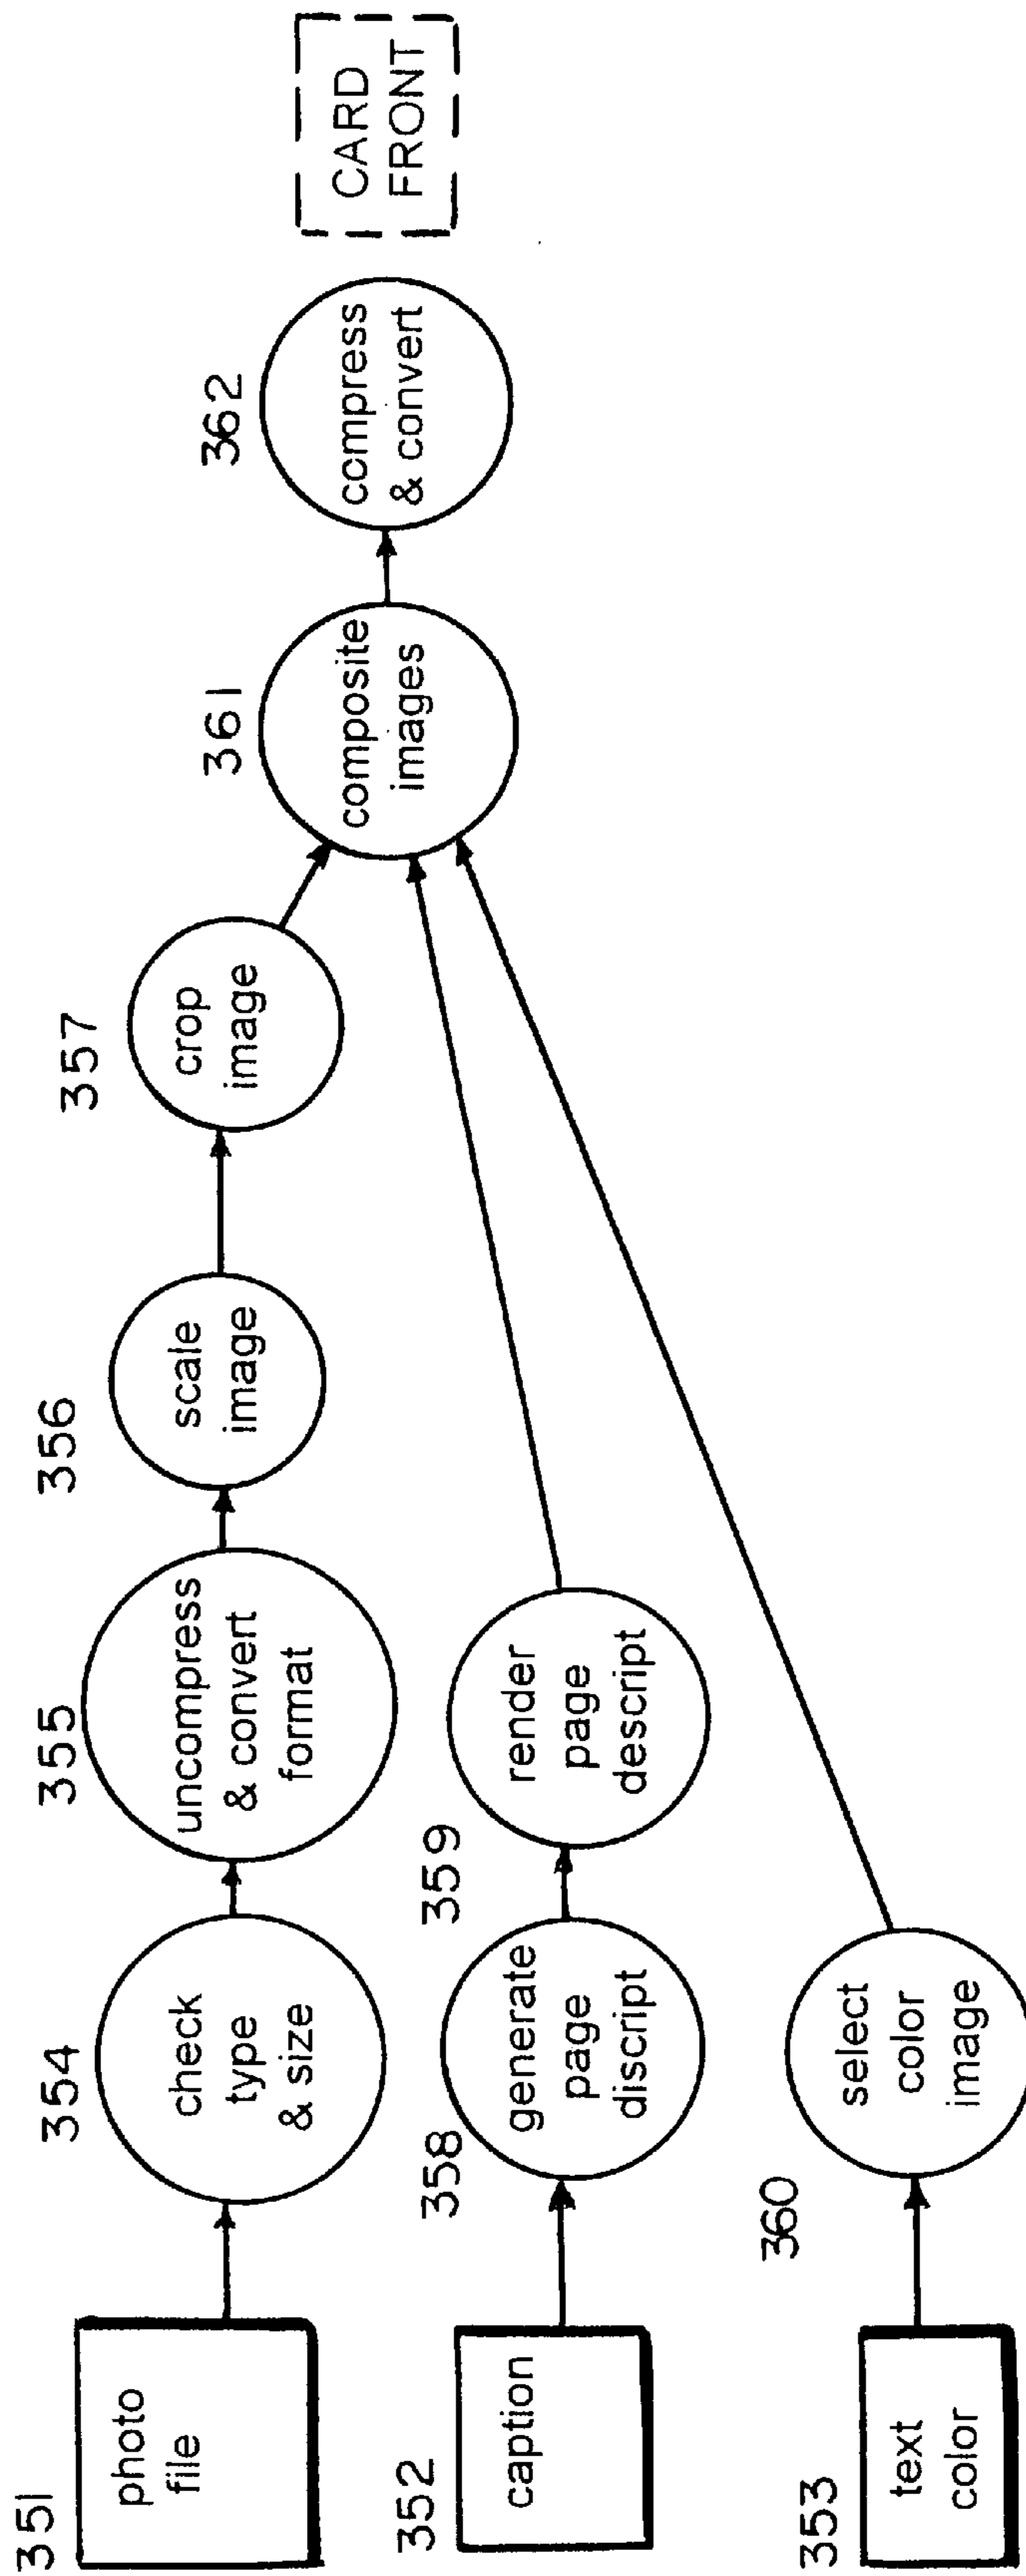 351
photo
file
354
check
type
& size
355
uncompress
& convert
format
356
scale
image
357
crop
image
352
caption
358
generate
page
discript
359
render
page
descript
353
text
color
360
select
color
image
361
composite
images
362
compress
& convert
CARD
FRONT